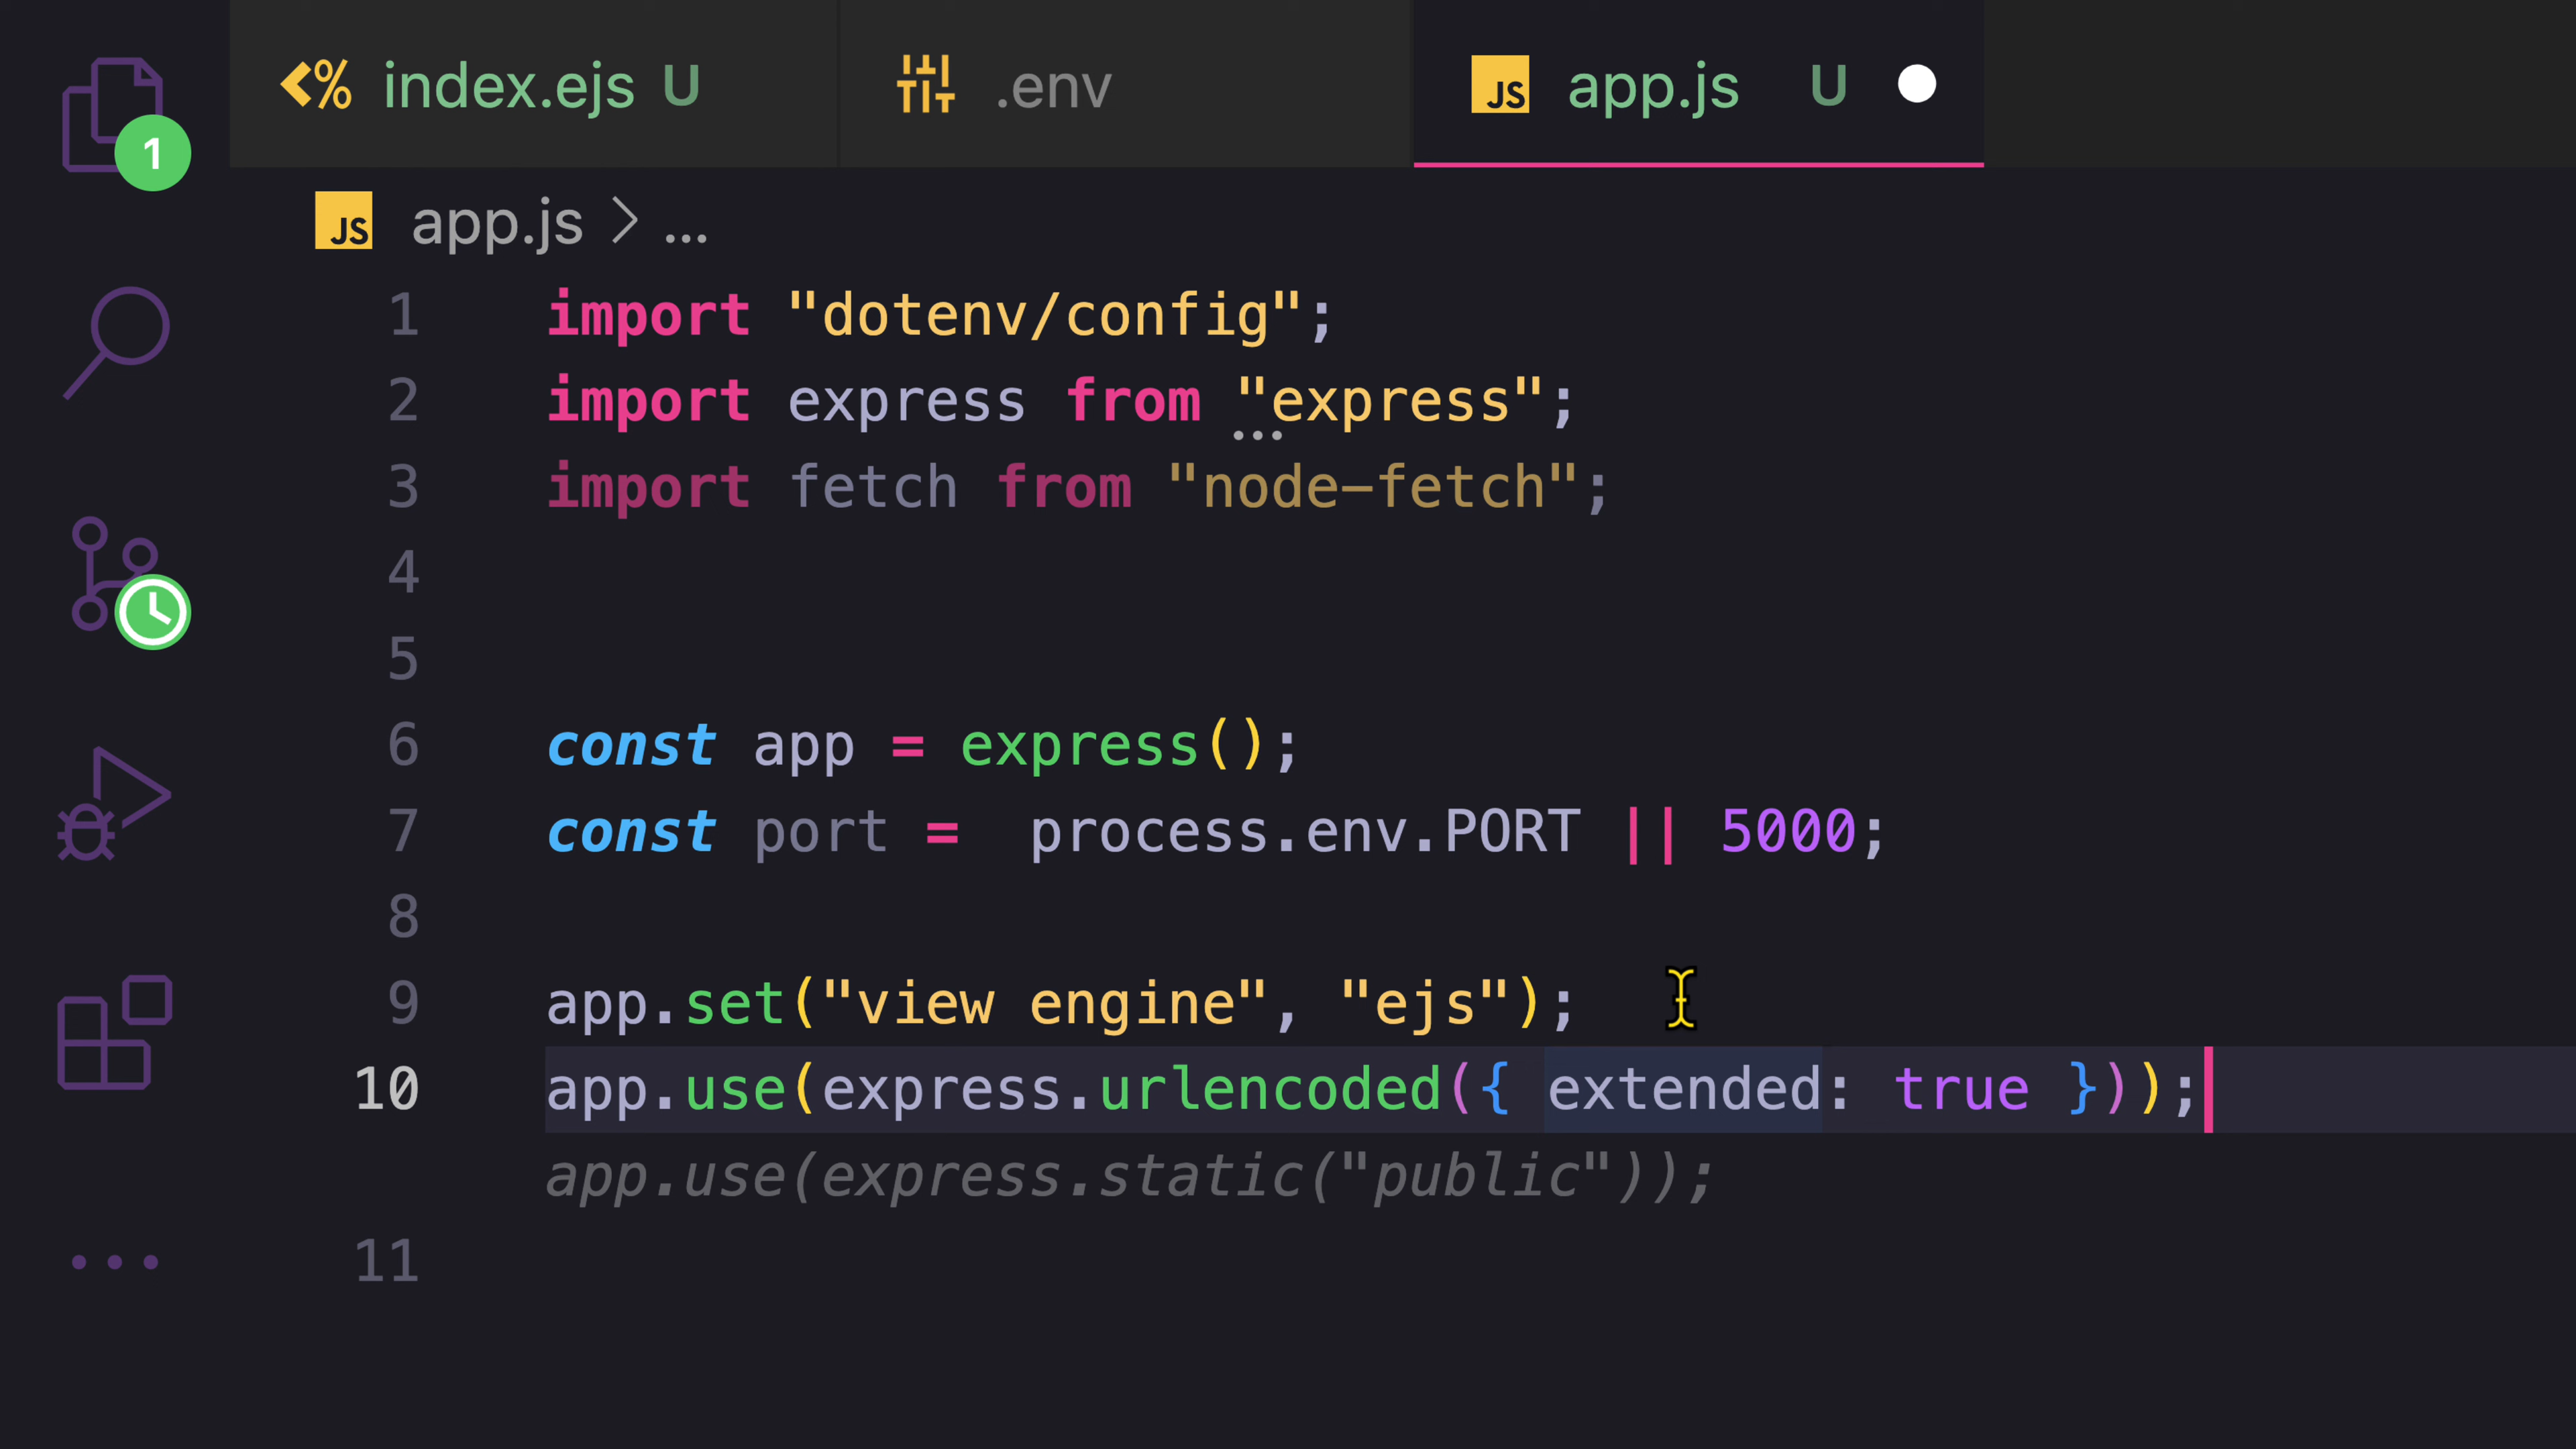 <% index.ejs U
.env
JS app.js U
1
JS app.js > ...
1 import "dotenv/config";
2 import express from "express";
3 import fetch from "node-fetch";
4
5
6 const app = express();
7 const port =  process.env.PORT || 5000;
8
9 app.set("view engine", "ejs");
10 app.use(express.urlencoded({ extended: true }));
app.use(express.static("public"));
11